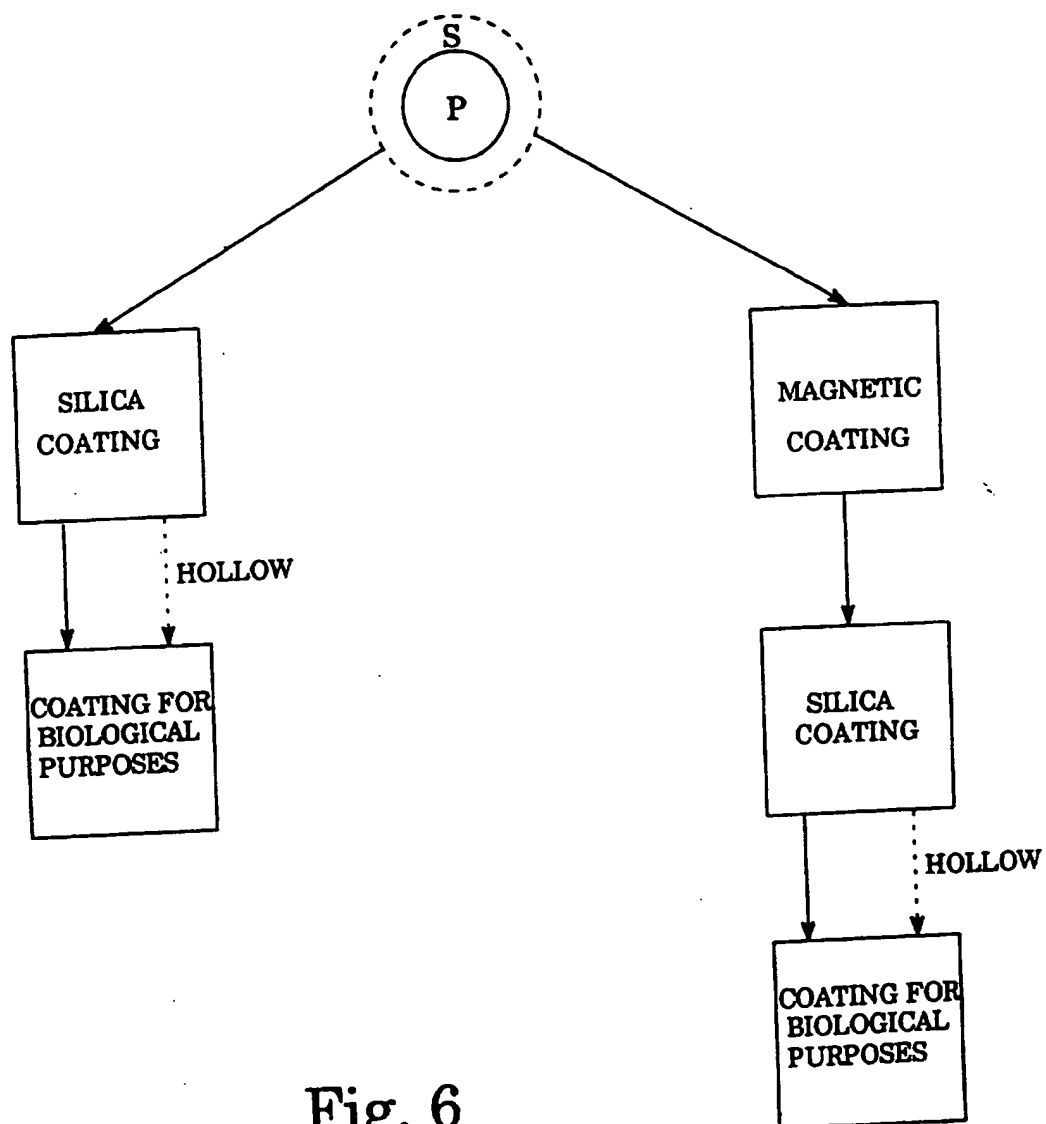 S
P
SILICA
COATING
HOLLOW
COATING FOR
BIOLOGICAL
PURPOSES
MAGNETIC
COATING
SILICA
COATING
HOLLOW
COATING FOR
BIOLOGICAL
PURPOSES
Fig. 6